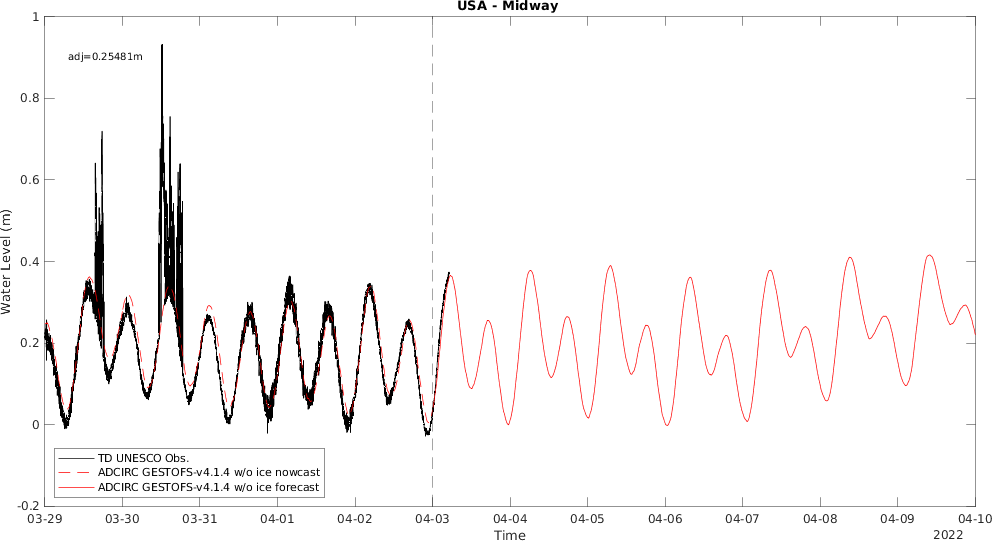 USA - Midway
adj=0.25481m
1
0.8
0.6
0.4
0.2
0
-0.2
Water Level (m)
TD UNESCO Obs.
ADCIRC GESTOFS-v4.1.4 w/o ice nowcast
ADCIRC GESTOFS-v4.1.4 w/o ice forecast
03-29 03-30 03-31 04-01 04-02 04-03 04-04 04-05 04-06 04-07 04-08 04-09 04-10
Time
2022